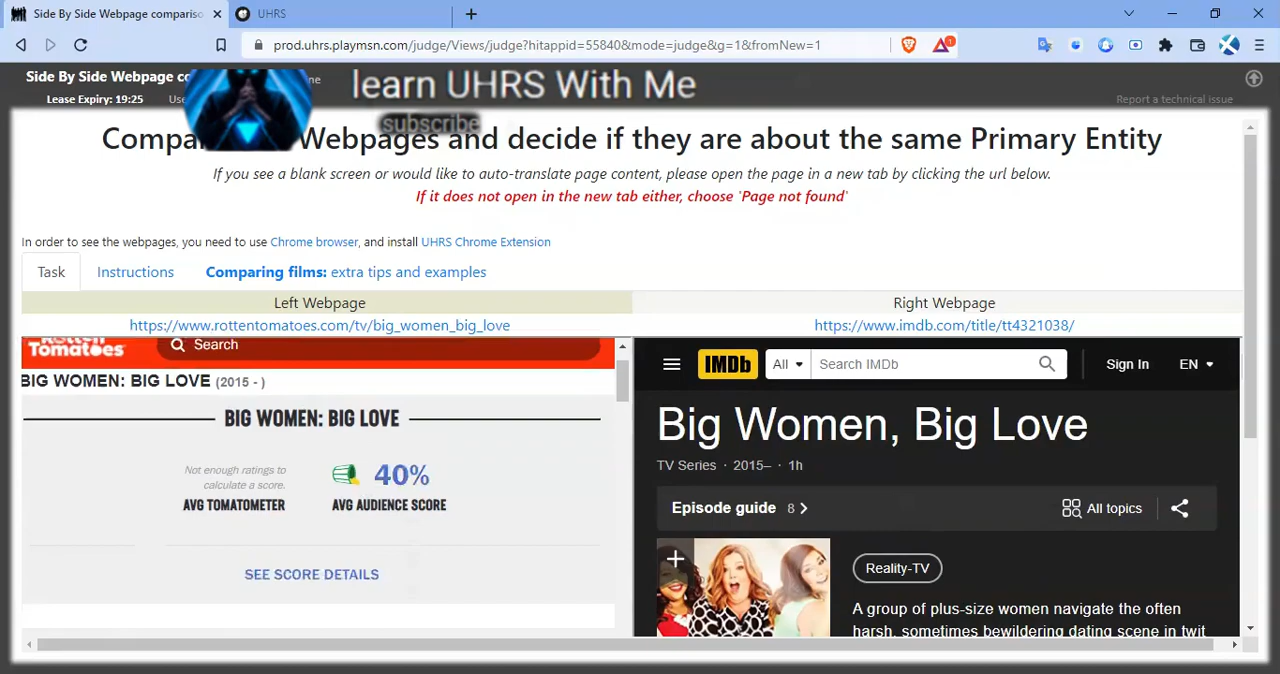 Side By Side Webpage compariso
UHRS
prod.uhrs.playmsn.com/judge/Views/judge?hitappid=55840&mode=judge&g=1&fromNew=1
1
Side By Side Webpage co
ne
learn UHRS With Me
Lease Expiry: 19:25
Use
subscribe
Report a technical issue
Compa Webpages and decide if they are about the same Primary Entity
If you see a blank screen or would like to auto-translate page content, please open the page in a new tab by clicking the url below.
If it does not open in the new tab either, choose 'Page not found'
In order to see the webpages, you need to use Chrome browser, and install UHRS Chrome Extension
Task Instructions Comparing films: extra tips and examples
Left Webpage
Right Webpage
https://www.rottentomatoes.com/tv/big_women_big_love
https://www.imdb.com/title/tt4321038/
Rotten
Tomatoes
Search
BIG WOMEN: BIG LOVE (2015 - )
BIG WOMEN: BIG LOVE
Not enough ratings to
calculate a score.
AVG TOMATOMETER
40%
AVG AUDIENCE SCORE
SEE SCORE DETAILS
IMDb All Search IMDb Sign In EN
Big Women, Big Love
TV Series · 2015– · 1h
Episode guide 8
All topics
Reality-TV
A group of plus-size women navigate the often
harsh, sometimes bewildering dating scene in twit